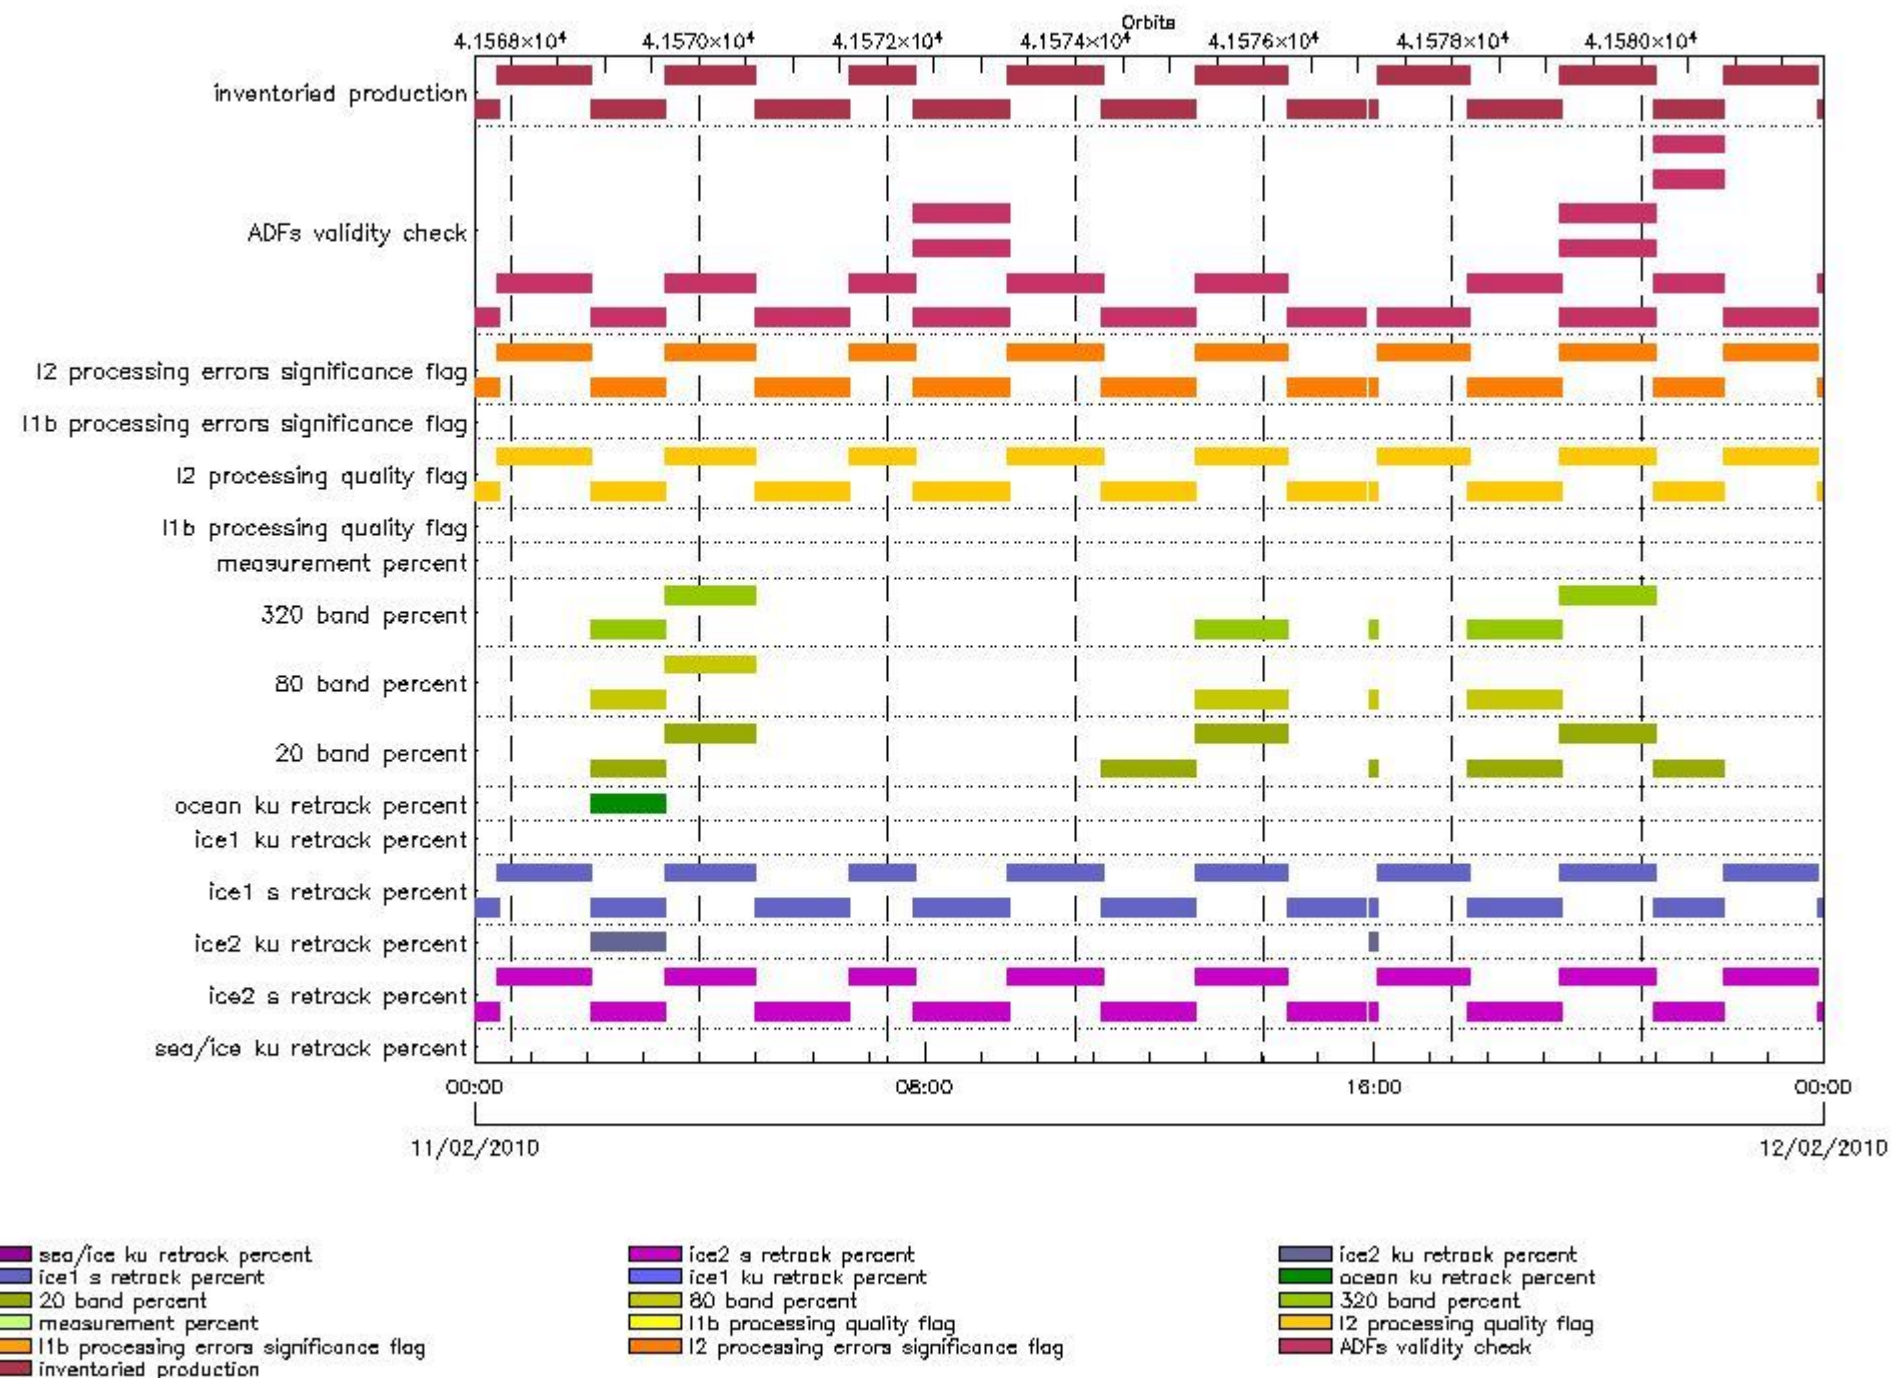 Orbits
4.1568×10⁴ 4.1570×10⁴ 4.1572×10⁴ 4.1574×10⁴ 4.1576×10⁴ 4.1578×10⁴ 4.1580×10⁴
inventoried production
ADFs validity check
l2 processing errors significance flag
l1b processing errors significance flag
l2 processing quality flag
l1b processing quality flag
measurement percent
320 band percent
80 band percent
20 band percent
ocean ku retrack percent
ice1 ku retrack percent
ice1 s retrack percent
ice2 ku retrack percent
ice2 s retrack percent
sea/ice ku retrack percent
00:00 08:00 16:00 00:00
11/02/2010 12/02/2010
sea/ice ku retrack percent ice2 s retrack percent ice2 ku retrack percent
ice1 s retrack percent ice1 ku retrack percent ocean ku retrack percent
20 band percent 80 band percent 320 band percent
measurement percent l1b processing quality flag l2 processing quality flag
l1b processing errors significance flag l2 processing errors significance flag ADFs validity check
inventoried production